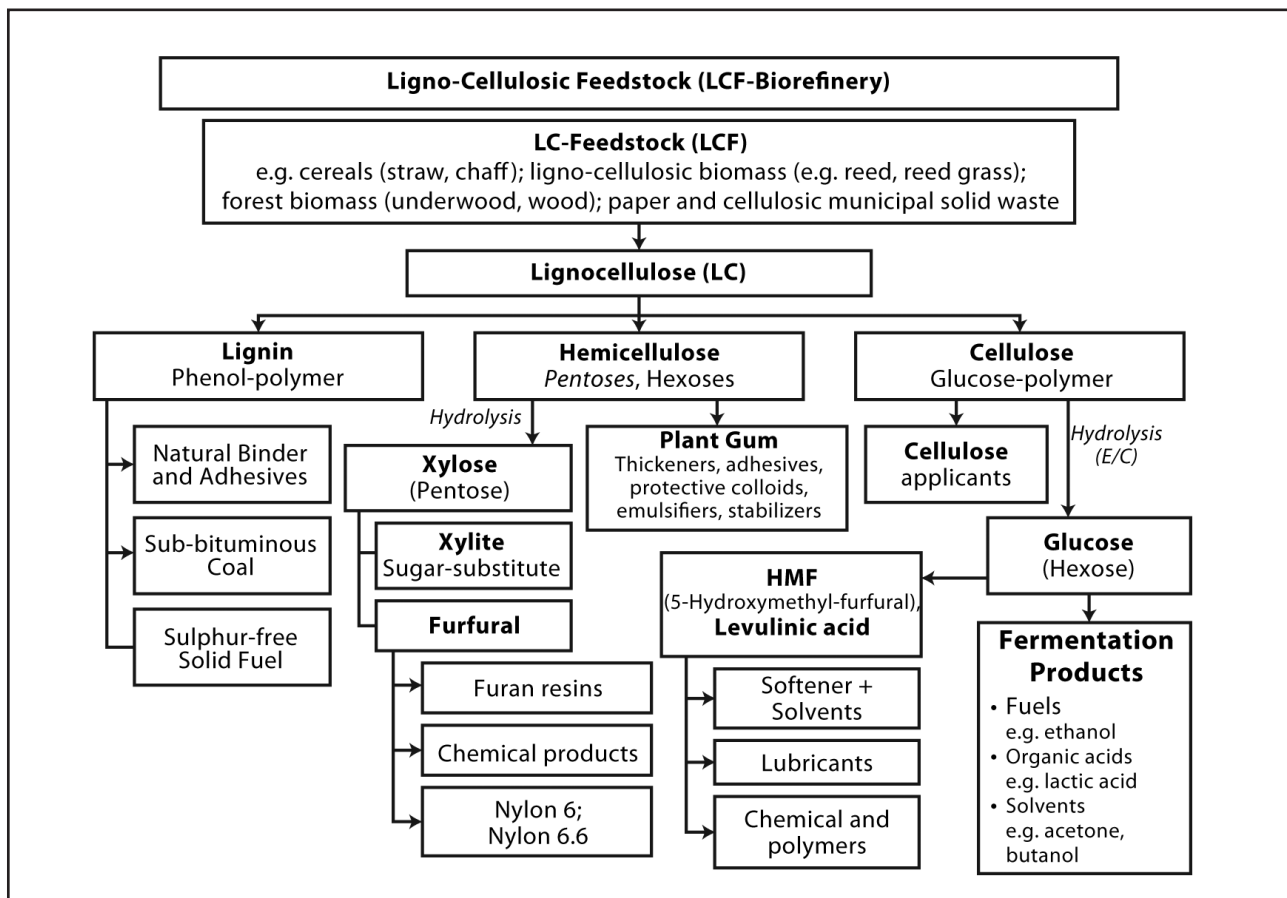 Ligno-Cellulosic Feedstock (LCF-Biorefinery)
LC-Feedstock (LCF)
e.g. cereals (straw, chaff); ligno-cellulosic biomass (e.g. reed, reed grass);
forest biomass (underwood, wood); paper and cellulosic municipal solid waste
Lignocellulose (LC)
Lignin
Phenol-polymer
Hemicellulose
Pentoses, Hexoses
Cellulose
Glucose-polymer
Natural Binder
and Adhesives
Sub-bituminous
Coal
Sulphur-free
Solid Fuel
Hydrolysis
Xylose
(Pentose)
Xylite
Sugar-substitute
Furfural
Furan resins
Chemical products
Nylon 6;
Nylon 6.6
Plant Gum
Thickeners, adhesives,
protective colloids,
emulsifiers, stabilizers
Cellulose
applicants
Hydrolysis
(E/C)
Glucose
(Hexose)
HMF
(5-Hydroxymethyl-furfural),
Levulinic acid
Softener +
Solvents
Lubricants
Chemical and
polymers
Fermentation
Products
• Fuels
e.g. ethanol
• Organic acids
e.g. lactic acid
• Solvents
e.g. acetone,
butanol